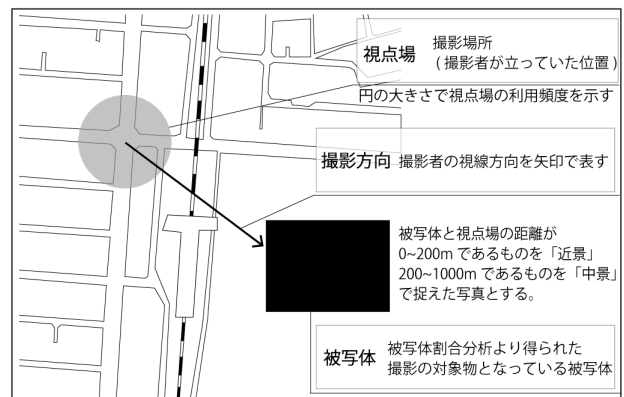 視点場
撮影場所
(撮影者が立っていた位置)
円の大きさで視点場の利用頻度を示す
撮影方向 撮影者の視線方向を矢印で表す
被写体と視点場の距離が
0~200m であるものを「近景」
200~1000m であるものを「中景」
で捉えた写真とする。
被写体
被写体割合分析より得られた
撮影の対象物となっている被写体